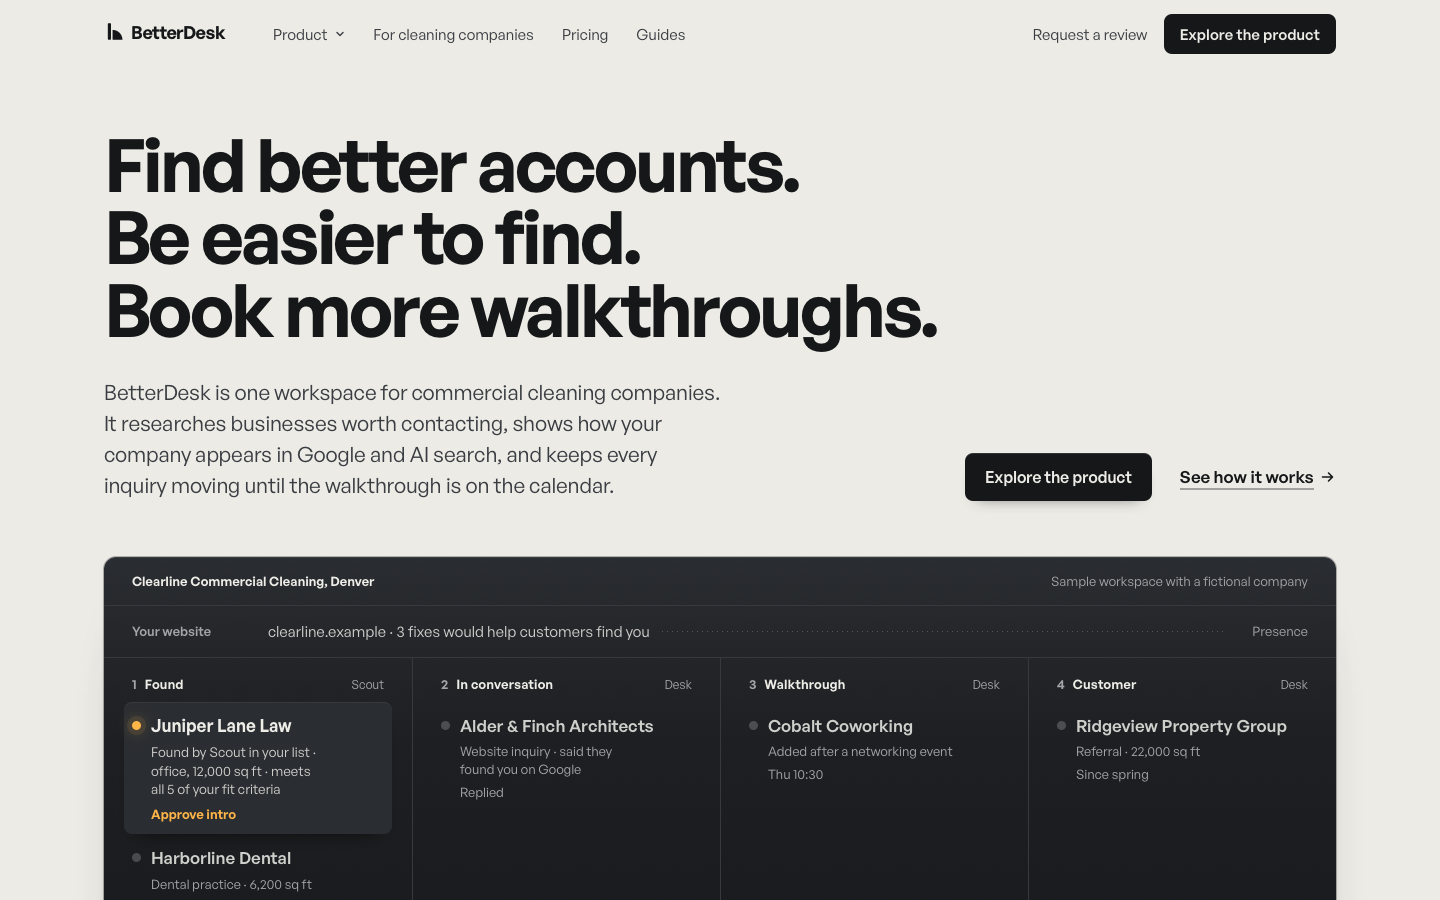 BetterDesk
Product
For cleaning companies
Pricing
Guides
Request a review
Explore the product
Find better accounts.
Be easier to find.
Book more walkthroughs.
BetterDesk is one workspace for commercial cleaning companies.
It researches businesses worth contacting, shows how your
company appears in Google and AI search, and keeps every
inquiry moving until the walkthrough is on the calendar.
Explore the product
See how it works →
Clearline Commercial Cleaning, Denver
Sample workspace with a fictional company
Your website
clearline.example · 3 fixes would help customers find you
Presence
1 Found
Scout
Juniper Lane Law
Found by Scout in your list ·
office, 12,000 sq ft · meets
all 5 of your fit criteria
Approve intro
Harborline Dental
Dental practice · 6,200 sq ft
2 In conversation
Desk
Alder & Finch Architects
Website inquiry · said they
found you on Google
Replied
3 Walkthrough
Desk
Cobalt Coworking
Added after a networking event
Thu 10:30
4 Customer
Desk
Ridgeview Property Group
Referral · 22,000 sq ft
Since spring